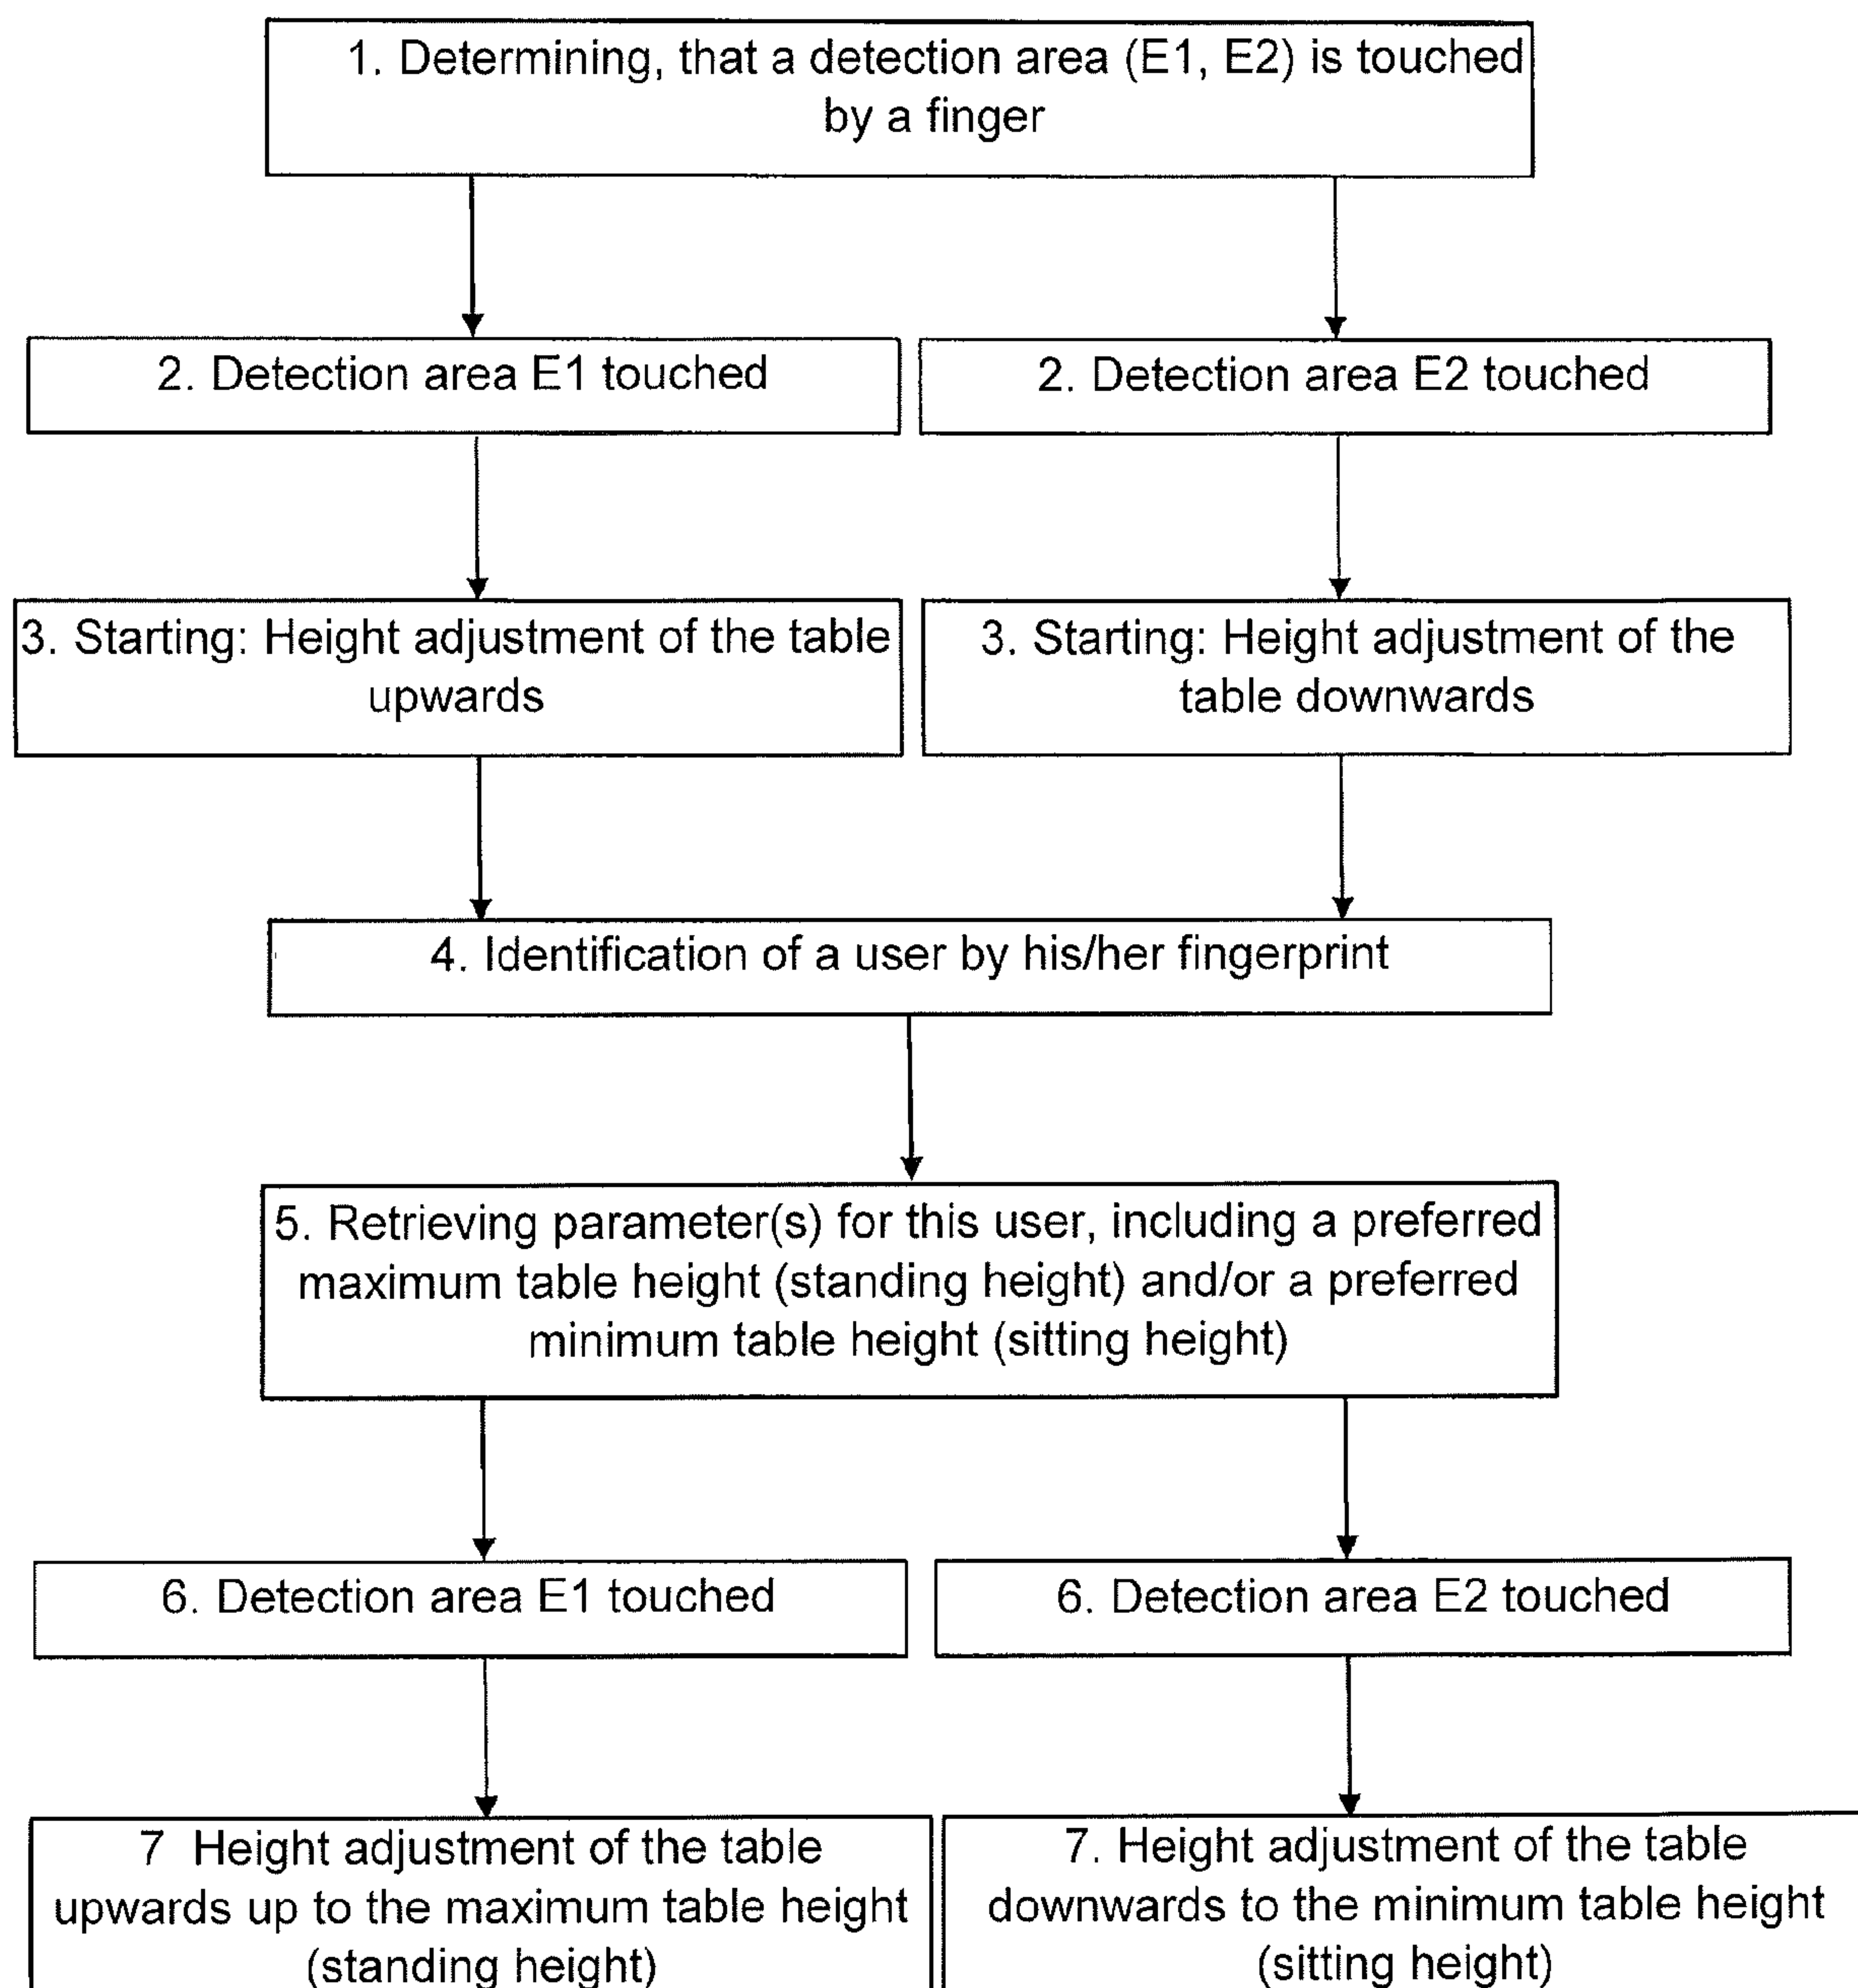 1. Determining, that a detection area (E1, E2) is touched
by a finger
2. Detection area E1 touched
2. Detection area E2 touched
3. Starting: Height adjustment of the table
upwards
3. Starting: Height adjustment of the
table downwards
4. Identification of a user by his/her fingerprint
5. Retrieving parameter(s) for this user, including a preferred
maximum table height (standing height) and/or a preferred
minimum table height (sitting height)
6. Detection area E1 touched
6. Detection area E2 touched
7 Height adjustment of the table
upwards up to the maximum table height
(standing height)
7. Height adjustment of the table
downwards to the minimum table height
(sitting height)